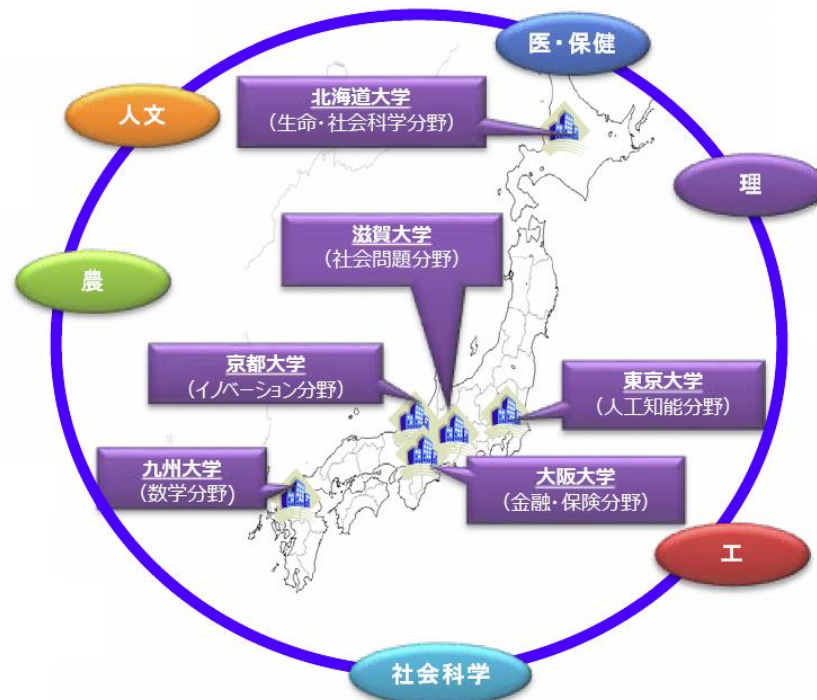 医・保健
北海道大学
（生命・社会科学分野）
人文
理
滋賀大学
（社会問題分野）
農
京都大学
（イノベーション分野）
東京大学
（人工知能分野）
九州大学
（数学分野)
大阪大学
（金融・保険分野）
工
社会科学